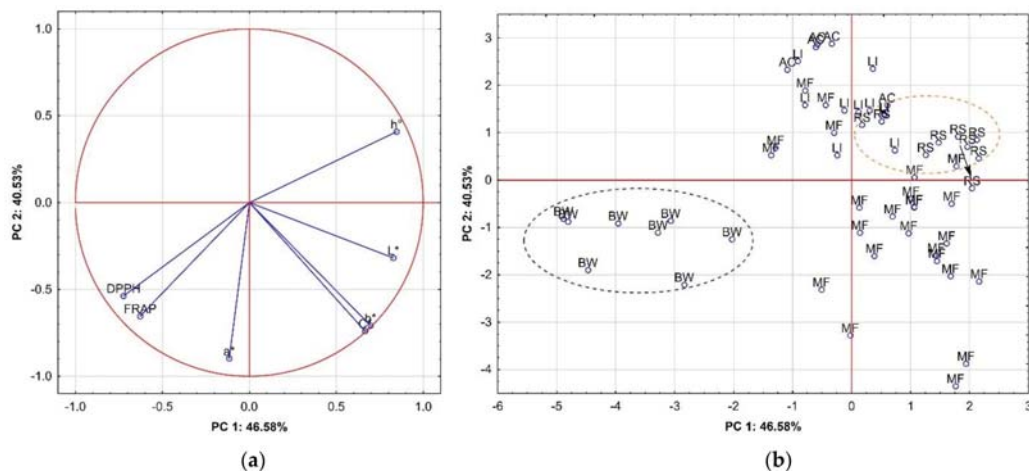 PC 2: 40.53%
1.0
0.5
0.0
-0.5
-1.0
h°
L*
DPPH
FRAP
a*
b*
-1.0 -0.5 0.0 0.5 1.0
PC 1: 46.58%
(a)
PC 2: 40.53%
3
2
1
0
-1
-2
-3
-4
AC
AC LI LI
MF
LI MF LI LI LI AC
RS RS
MF RS RS RS
MF RS RS
MF LI LI RS RS
MF
MF
RS
MF MF
BW MF MF
BW BW BW MF
BW MF MF
BW MF
MF
MF MF
BW MF
BW MF
MF
MF
MF
MF
-6 -5 -4 -3 -2 -1 0 1 2 3
PC 1: 46.58%
(b)